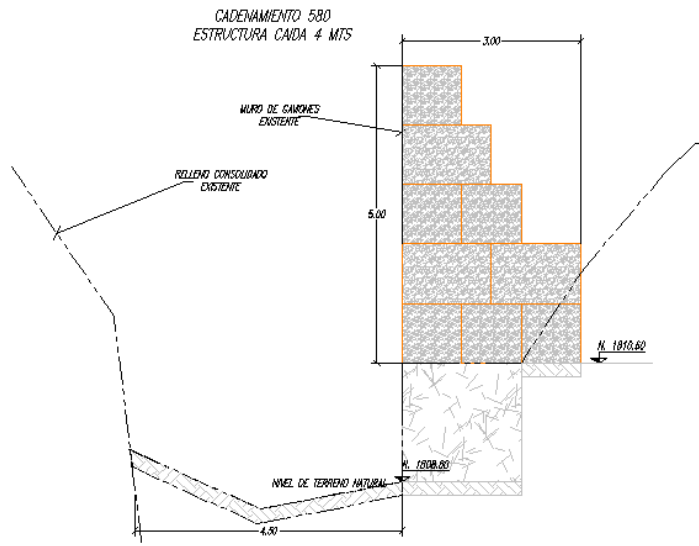 CADENAMIENTO 580
ESTRUCTURA CAIDA 4 MTS
3.00
MURO DE GAVIONES
EXISTENTE
RELLENO CONSOLIDADO
EXISTENTE
5.00
N. 1810.60
N. 1808.60
NIVEL DE TERRENO NATURAL
4.50